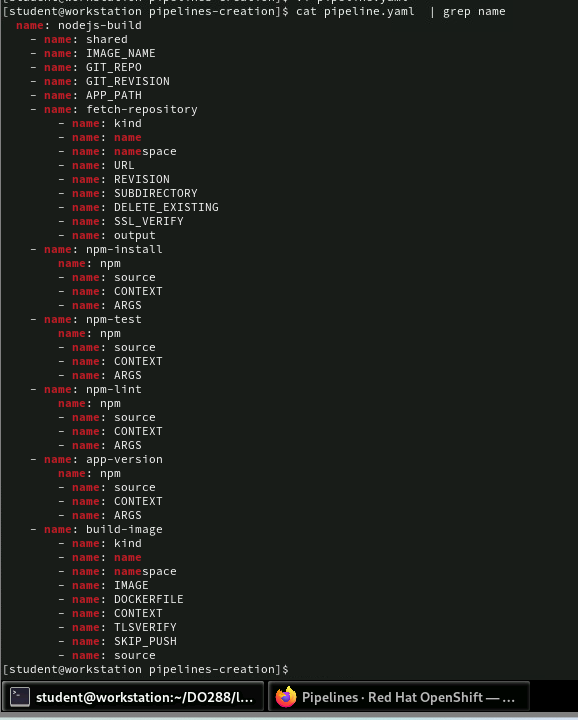 [student@workstation pipelines-creation]$ cat pipeline.yaml  | grep name
  name: nodejs-build
    - name: shared
    - name: IMAGE_NAME
    - name: GIT_REPO
    - name: GIT_REVISION
    - name: APP_PATH
    - name: fetch-repository
        - name: kind
        - name: name
        - name: namespace
        - name: URL
        - name: REVISION
        - name: SUBDIRECTORY
        - name: DELETE_EXISTING
        - name: SSL_VERIFY
        - name: output
    - name: npm-install
        name: npm
        - name: source
        - name: CONTEXT
        - name: ARGS
    - name: npm-test
        name: npm
        - name: source
        - name: CONTEXT
        - name: ARGS
    - name: npm-lint
        name: npm
        - name: source
        - name: CONTEXT
        - name: ARGS
    - name: app-version
        name: npm
        - name: source
        - name: CONTEXT
        - name: ARGS
    - name: build-image
        - name: kind
        - name: name
        - name: namespace
        - name: IMAGE
        - name: DOCKERFILE
        - name: CONTEXT
        - name: TLSVERIFY
        - name: SKIP_PUSH
        - name: source
[student@workstation pipelines-creation]$
student@workstation:~/DO288/l... Pipelines · Red Hat OpenShift — ...